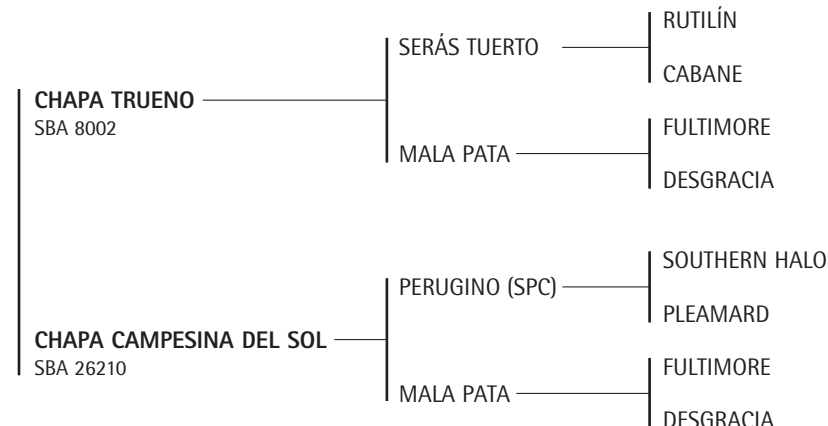 RUTILÍN
SERÁS TUERTO
CABANE
CHAPA TRUENO
SBA 8002
FULTIMORE
MALA PATA
DESGRACIA
SOUTHERN HALO
PERUGINO (SPC)
PLEAMARD
CHAPA CAMPESINA DEL SOL
SBA 26210
FULTIMORE
MALA PATA
DESGRACIA